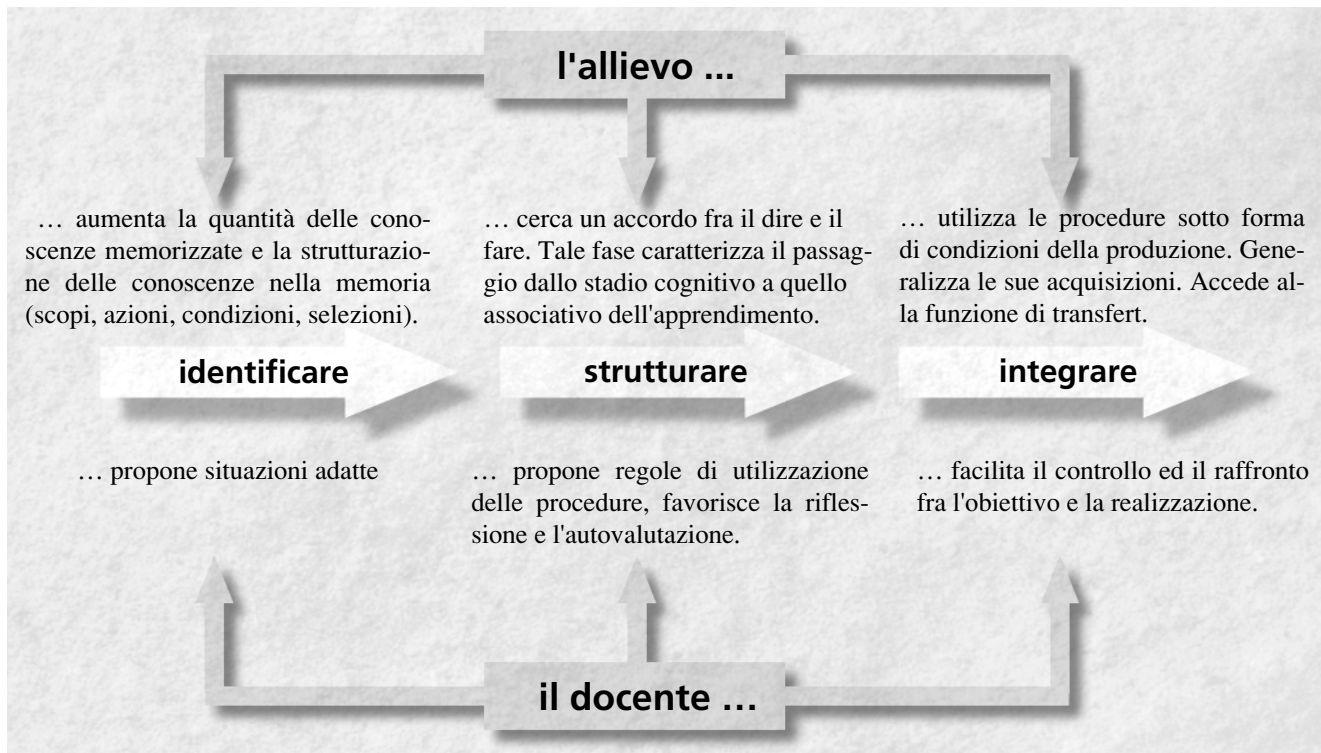 l'allievo ...
… aumenta la quantità delle cono-
scenze memorizzate e la strutturazio-
ne delle conoscenze nella memoria
(scopi, azioni, condizioni, selezioni).
… cerca un accordo fra il dire e il
fare. Tale fase caratterizza il passag-
gio dallo stadio cognitivo a quello
associativo dell'apprendimento.
… utilizza le procedure sotto forma
di condizioni della produzione. Gene-
ralizza le sue acquisizioni. Accede al-
la funzione di transfert.
identificare
strutturare
integrare
… propone situazioni adatte
… propone regole di utilizzazione
delle procedure, favorisce la rifles-
sione e l'autovalutazione.
… facilita il controllo ed il raffronto
fra l'obiettivo e la realizzazione.
il docente …